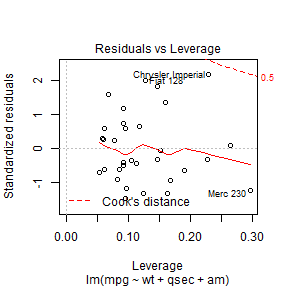 Residuals vs Leverage
Standardized residuals
2
1
0
-1
Chrysler Imperial
Fiat 128
Merc 230
0.5
Cook's distance
0.00 0.10 0.20 0.30
Leverage
lm(mpg ~ wt + qsec + am)